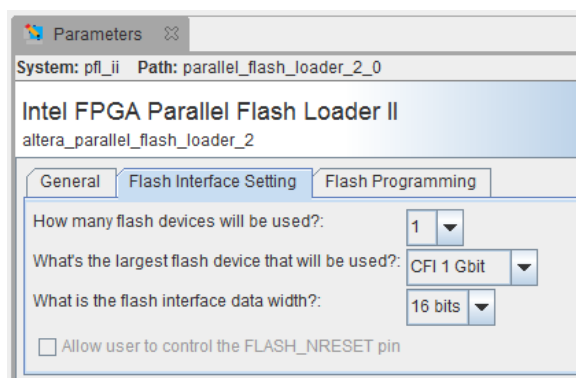 Parameters
System: pfl_ii Path: parallel_flash_loader_2_0
Intel FPGA Parallel Flash Loader II
altera_parallel_flash_loader_2
General Flash Interface Setting Flash Programming
How many flash devices will be used?: 1
What's the largest flash device that will be used?: CFI 1 Gbit
What is the flash interface data width?: 16 bits
Allow user to control the FLASH_NRESET pin